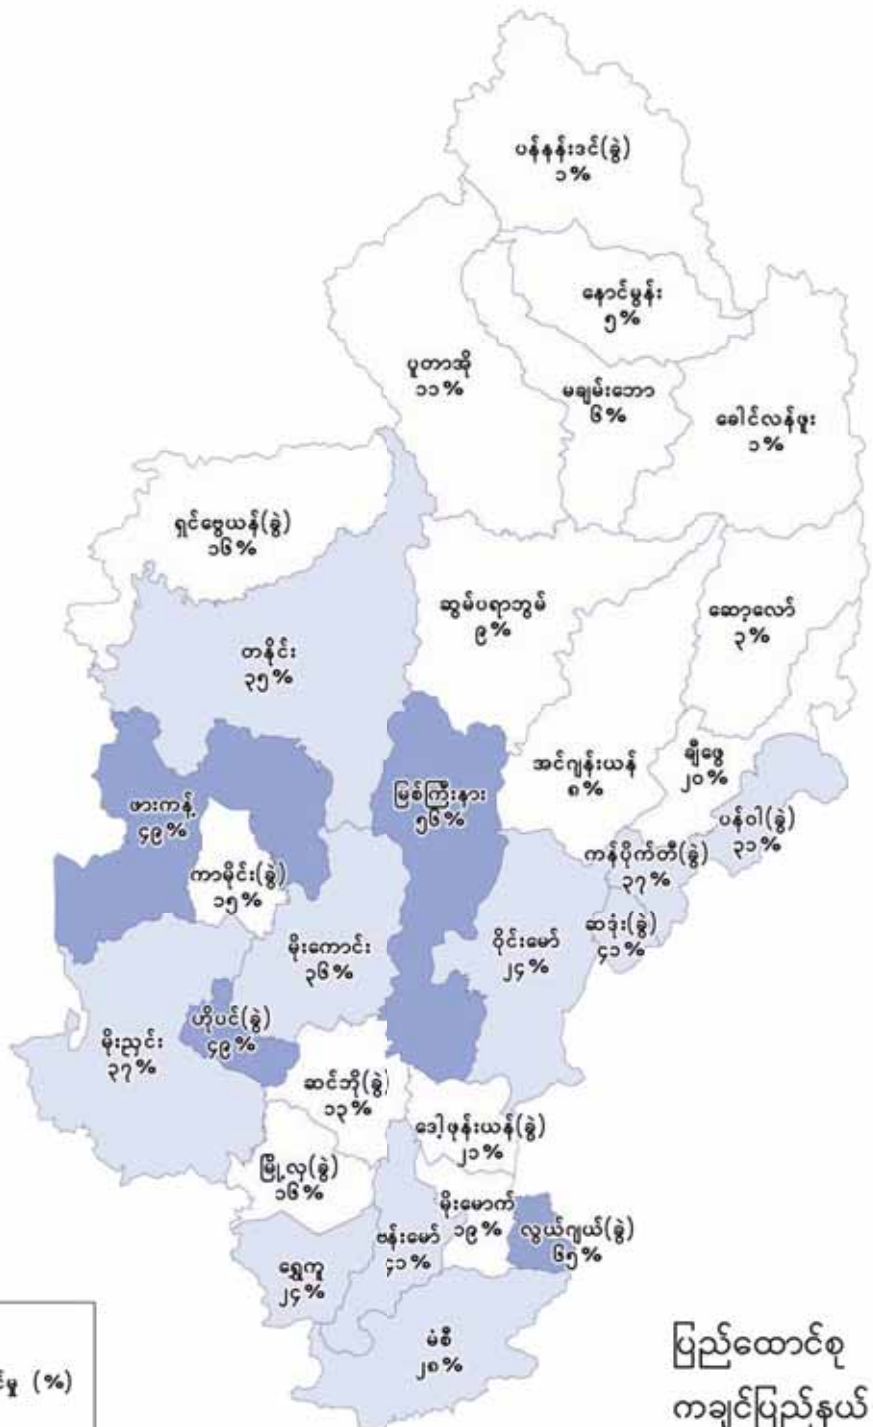 ပန်နန်းဒင်(ခွဲ)
၁%
နောင်မွန်း
၅%
ပူတာအို
၁၁%
မချမ်းဘော
၆%
ခေါင်လန်ဖူး
၁%
ရှင်ဗွေယန်(ခွဲ)
၁၆%
ဆွမ်ပရာဘွမ်
၉%
ဆော့လော်
၃%
တနိုင်း
၃၅%
အင်ဂျန်းယန်
၈%
ချီဖွေ
၂၀%
ဖားကန့်
၄၉%
မြစ်ကြီးနား
၅၆%
ပန်ဝါ(ခွဲ)
၃၁%
ကန်ပိုက်တီ(ခွဲ)
၃၇%
ကာမိုင်း(ခွဲ)
၁၅%
ဆဒုံး(ခွဲ)
၄၁%
မိုးကောင်း
၃၆%
ဝိုင်းမော်
၂၄%
ဟိုပင်(ခွဲ)
၄၉%
မိုးညှင်း
၃၇%
ဆင်ဘို(ခွဲ)
၁၃%
ဒေါ့ဖုန်းယန်(ခွဲ)
၂၁%
မြို့လှ(ခွဲ)
၁၆%
မိုးမောက်
၁၉%
လွယ်ဂျယ်(ခွဲ)
၆၅%
ဗန်းမော်
၄၁%
ရွှေကူ
၂၄%
မံစီ
၂၈%
(%)
ပြည်ထောင်စု
ကချင်ပြည်နယ်